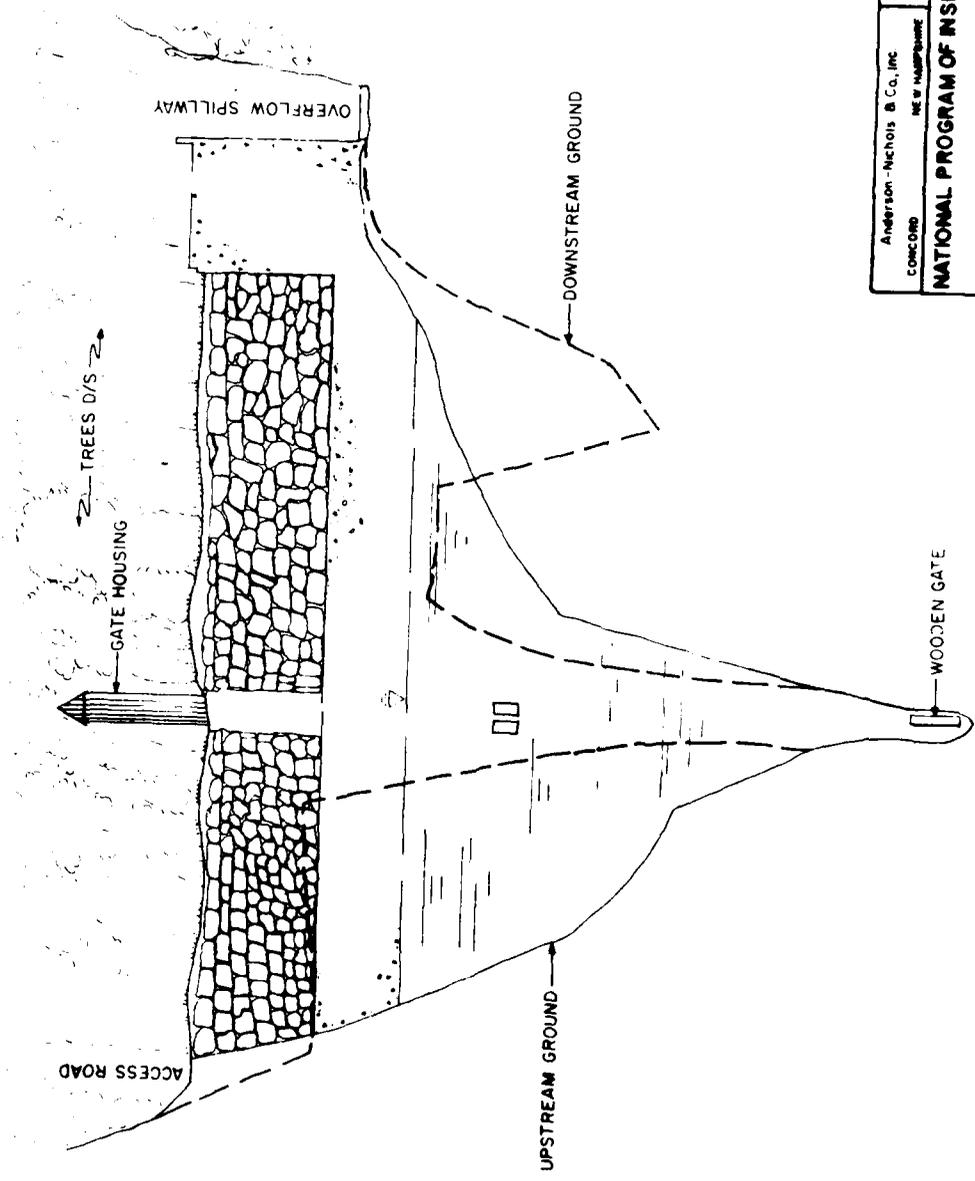 TREES D/S
GATE HOUSING
OVERFLOW SPILLWAY
ACCESS ROAD
DOWNSTREAM GROUND
UPSTREAM GROUND
WOODEN GATE
Anderson-Nichols & Co., Inc
CONCORD NEW HAMPSHIRE
NATIONAL PROGRAM OF